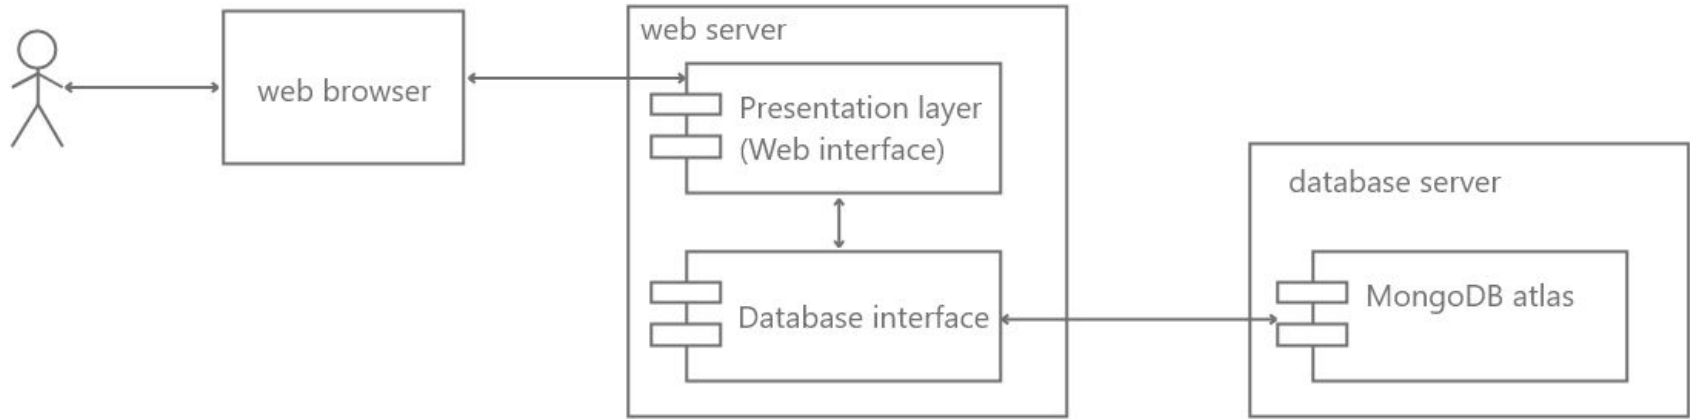 web server
web browser
Presentation layer
(Web interface)
database server
Database interface
MongoDB atlas